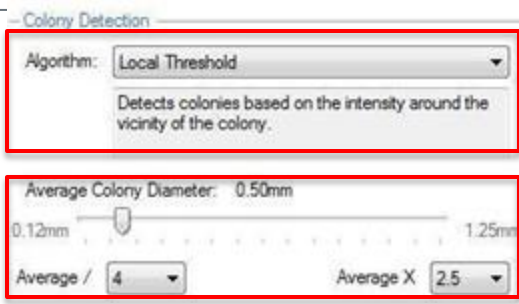 Colony Detection
Algorithm: Local Threshold
Detects colonies based on the intensity around the
vicinity of the colony.
Average Colony Diameter: 0.50mm
0.12mm 1.25mm
Average / 4 Average X 2.5